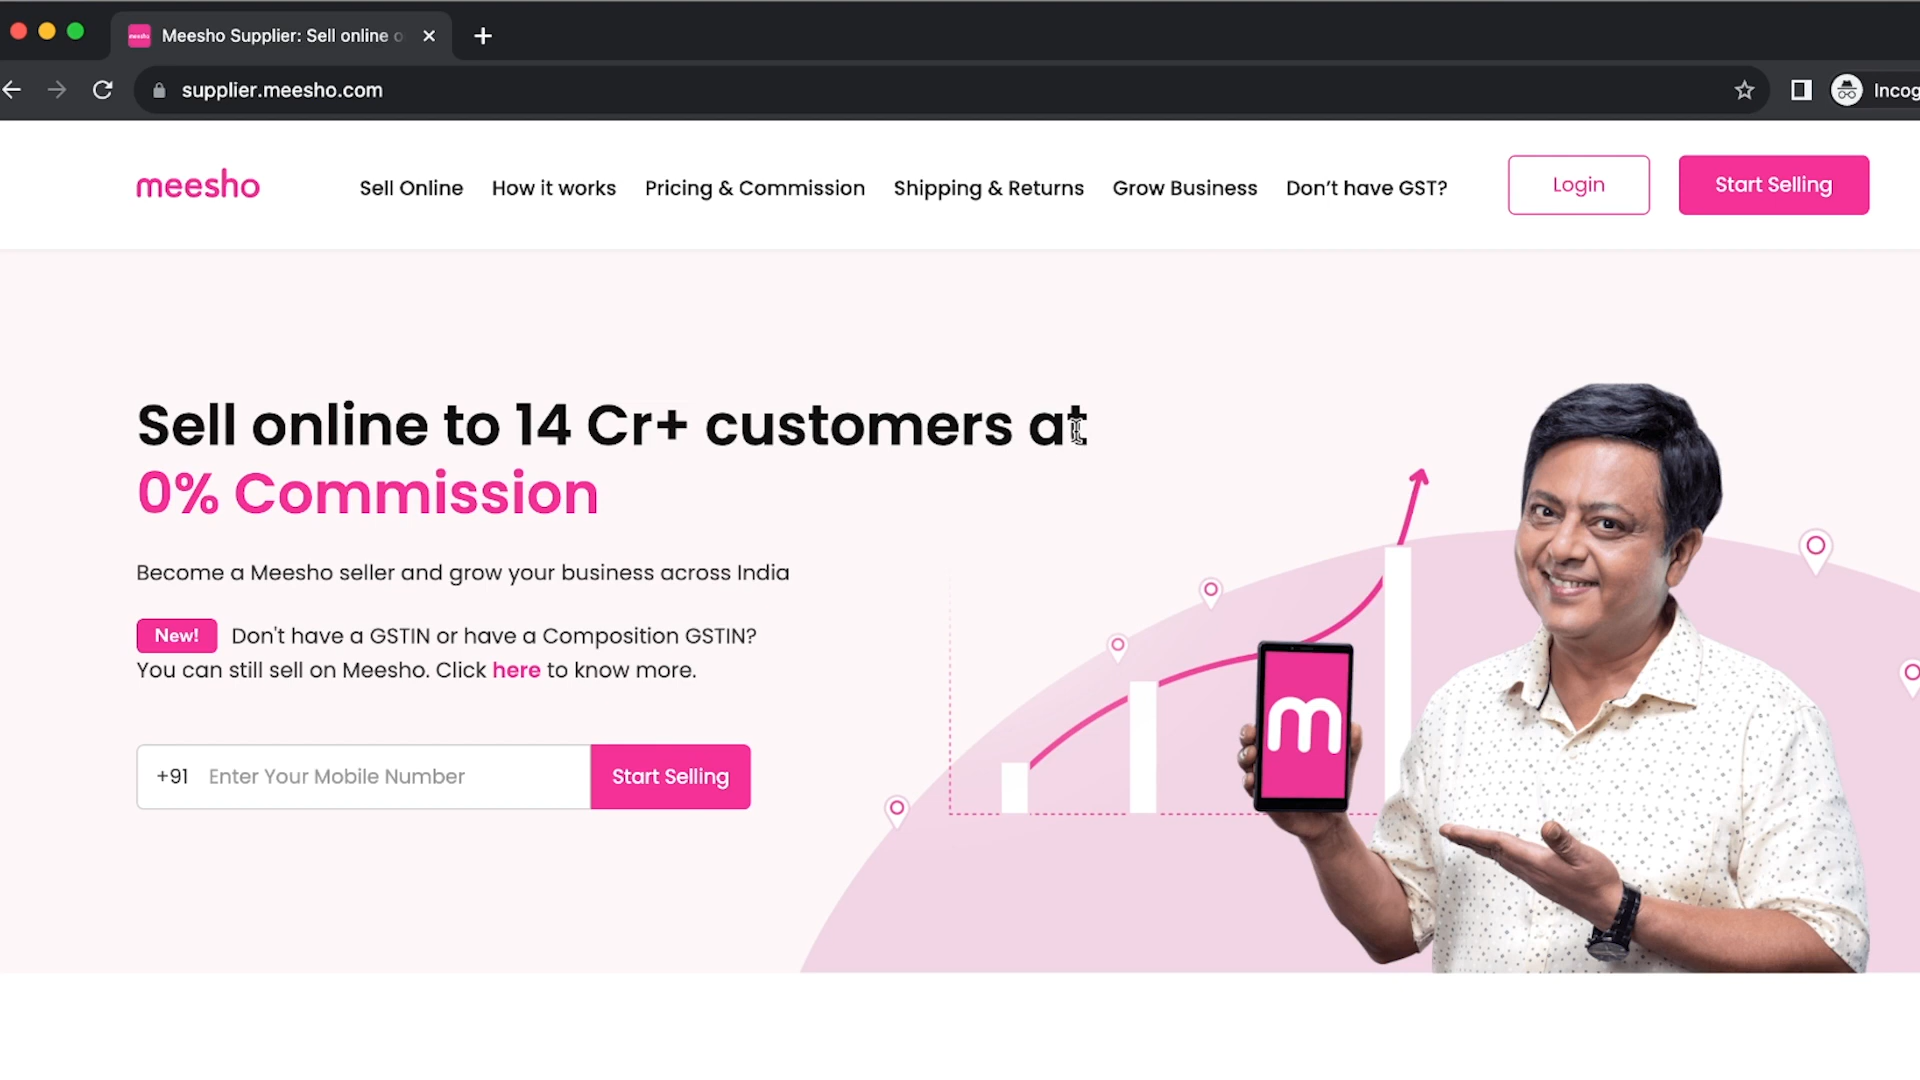 meesho
Meesho Supplier: Sell online
supplier.meesho.com
Incog
meesho
Sell Online
How it works
Pricing & Commission
Shipping & Returns
Grow Business
Don’t have GST?
Login
Start Selling
Sell online to 14 Cr+ customers at
0% Commission
Become a Meesho seller and grow your business across India
New! Don't have a GSTIN or have a Composition GSTIN?
You can still sell on Meesho. Click here to know more.
+91 Enter Your Mobile Number
Start Selling
m